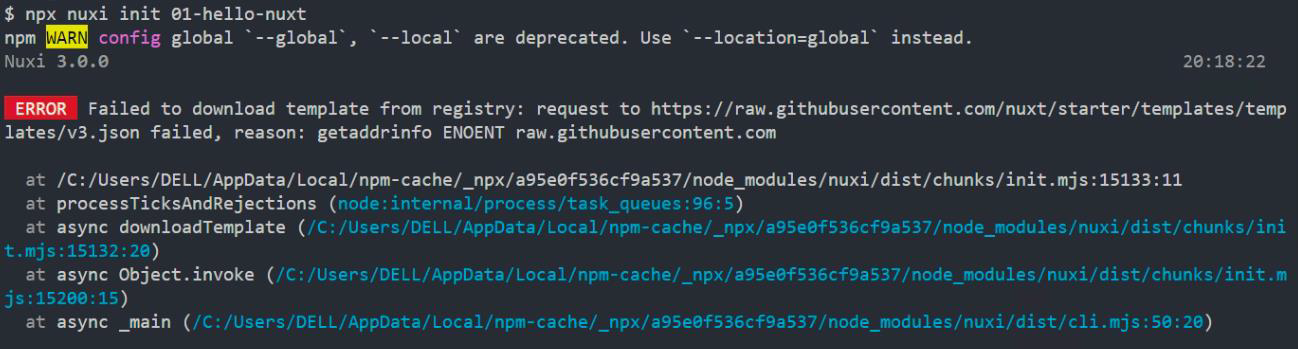 $ npx nuxi init 01-hello-nuxt
npm WARN config global `--global`, `--local` are deprecated. Use `--location=global` instead.
Nuxi 3.0.0 20:18:22
ERROR Failed to download template from registry: request to https://raw.githubusercontent.com/nuxt/starter/templates/temp
lates/v3.json failed, reason: getaddrinfo ENOENT raw.githubusercontent.com
at /C:/Users/DELL/AppData/Local/npm-cache/_npx/a95e0f536cf9a537/node_modules/nuxi/dist/chunks/init.mjs:15133:11
at processTicksAndRejections (node:internal/process/task_queues:96:5)
at async downloadTemplate (/C:/Users/DELL/AppData/Local/npm-cache/_npx/a95e0f536cf9a537/node_modules/nuxi/dist/chunks/ini
t.mjs:15132:20)
at async Object.invoke (/C:/Users/DELL/AppData/Local/npm-cache/_npx/a95e0f536cf9a537/node_modules/nuxi/dist/chunks/init.m
js:15200:15)
at async _main (/C:/Users/DELL/AppData/Local/npm-cache/_npx/a95e0f536cf9a537/node_modules/nuxi/dist/cli.mjs:50:20)